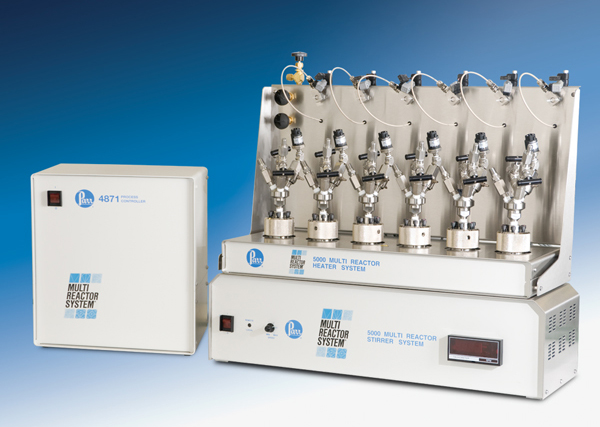 Parr
4871 PROCESS
CONTROLLER
MULTI
REACTOR
SYSTEM
Parr
MULTI
REACTOR
SYSTEM
5000 MULTI REACTOR
HEATER SYSTEM
Parr
MULTI
REACTOR
SYSTEM
5000 MULTI REACTOR
STIRRER SYSTEM